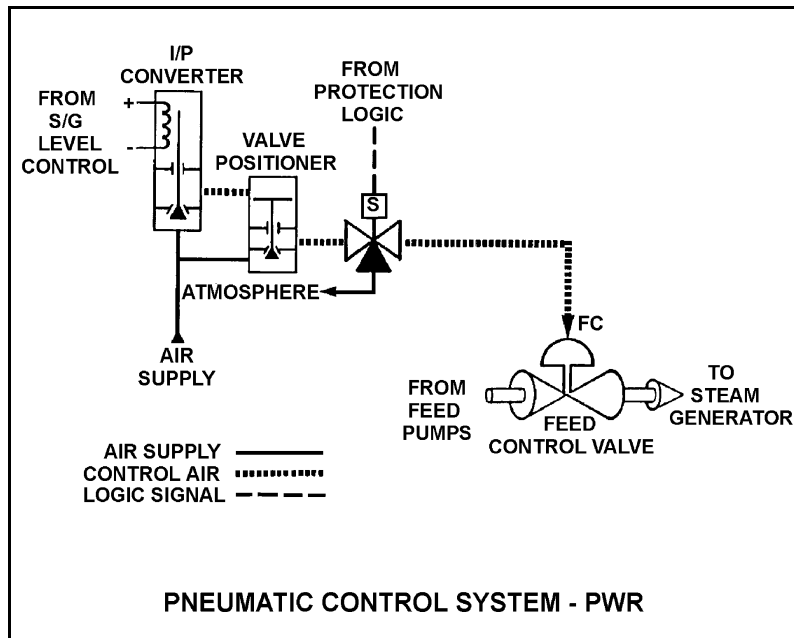 I/P
CONVERTER
FROM
S/G
LEVEL
CONTROL
+
-
VALVE
POSITIONER
FROM
PROTECTION
LOGIC
S
ATMOSPHERE
AIR
SUPPLY
FC
FROM
FEED
PUMPS
FEED
CONTROL VALVE
TO
STEAM
GENERATOR
AIR SUPPLY
CONTROL AIR
LOGIC SIGNAL
PNEUMATIC CONTROL SYSTEM - PWR